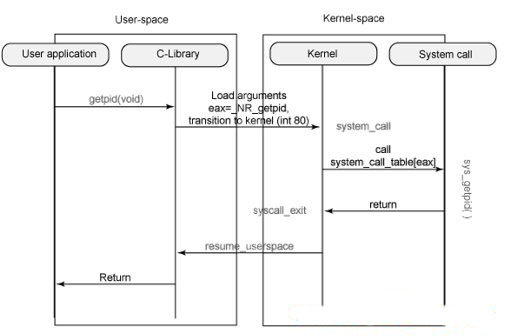 User-space
Kernel-space
User application
C-Library
Kernel
System call
getpid(void)
Load arguments
eax=_NR_getpid,
transition to kernel (int 80)
system_call
call
system_call_table[eax]
sys_getpid( )
return
syscall_exit
resume_userspace
Return